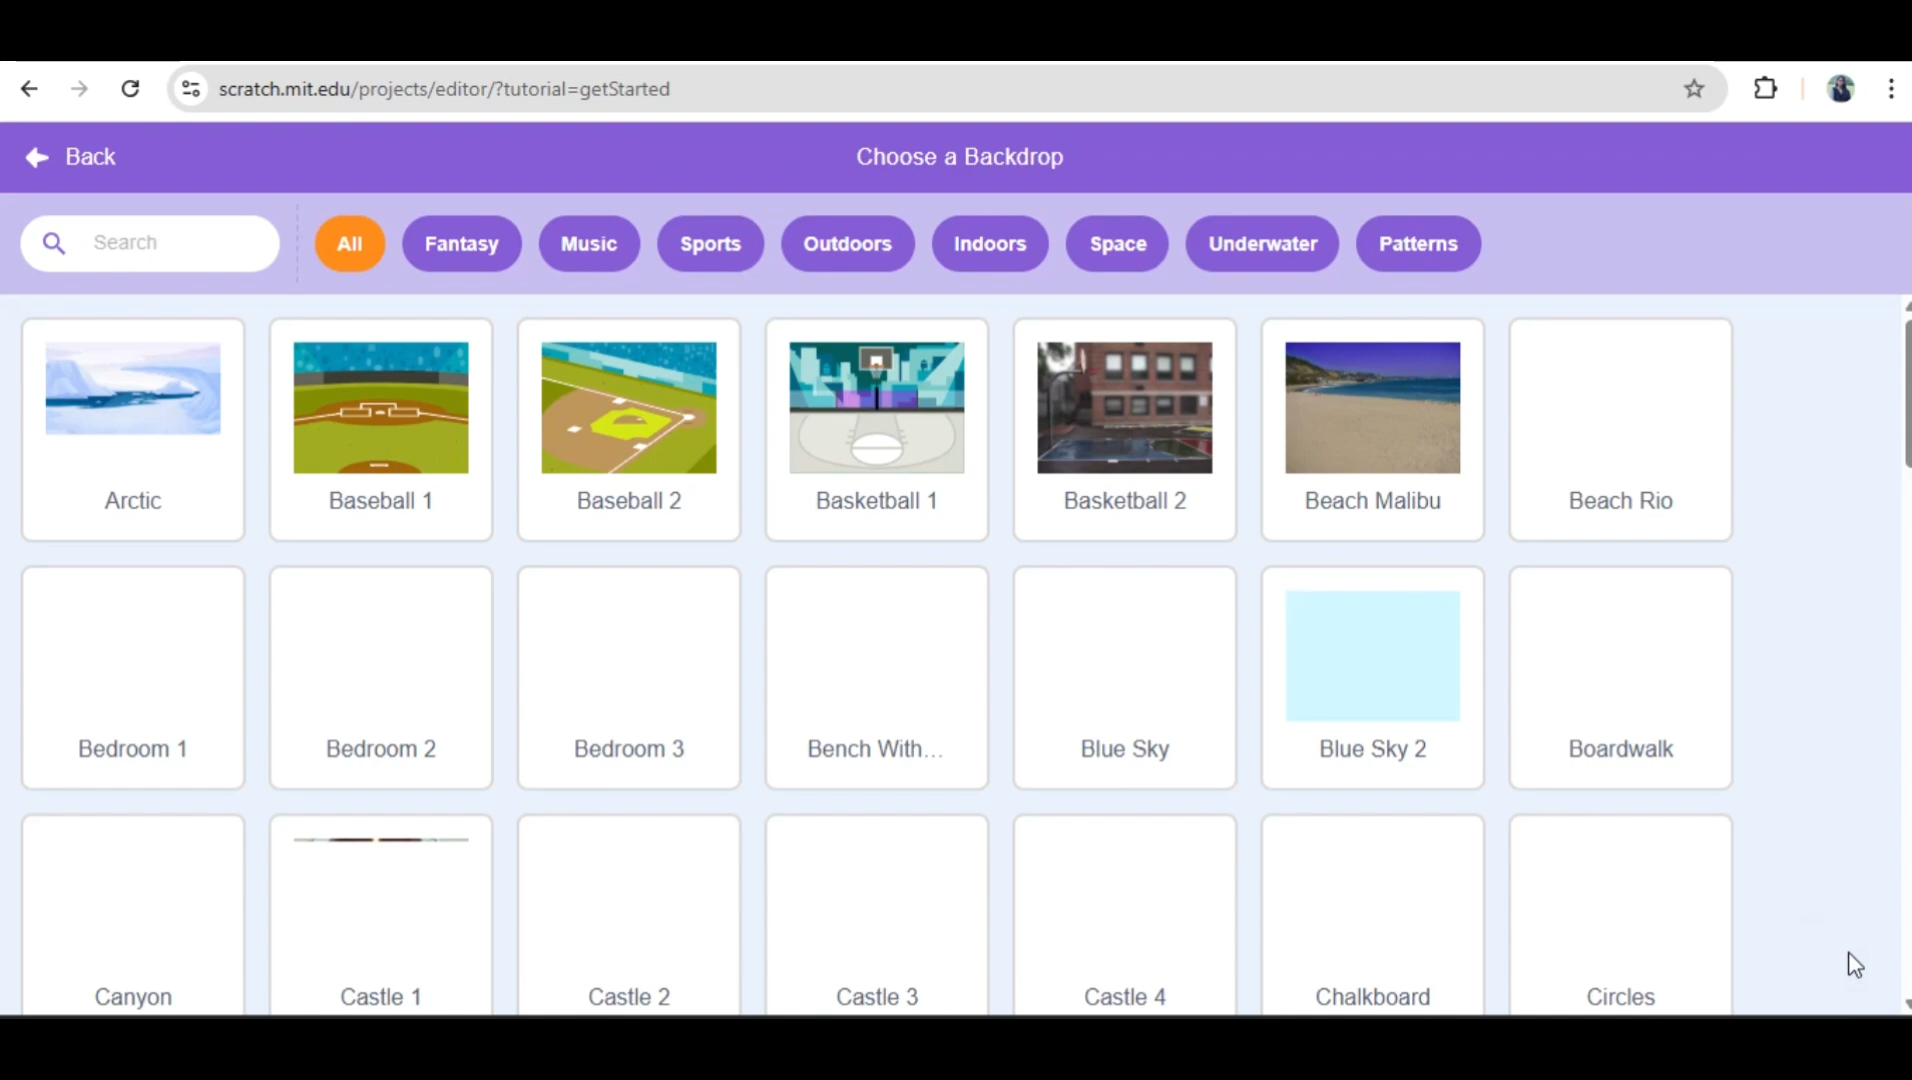 scratch.mit.edu/projects/editor/?tutorial=getStarted
Back
Choose a Backdrop
Search
All
Fantasy
Music
Sports
Outdoors
Indoors
Space
Underwater
Patterns
Arctic
Baseball 1
Baseball 2
Basketball 1
Basketball 2
Beach Malibu
Beach Rio
Bedroom 1
Bedroom 2
Bedroom 3
Bench With...
Blue Sky
Blue Sky 2
Boardwalk
Canyon
Castle 1
Castle 2
Castle 3
Castle 4
Chalkboard
Circles